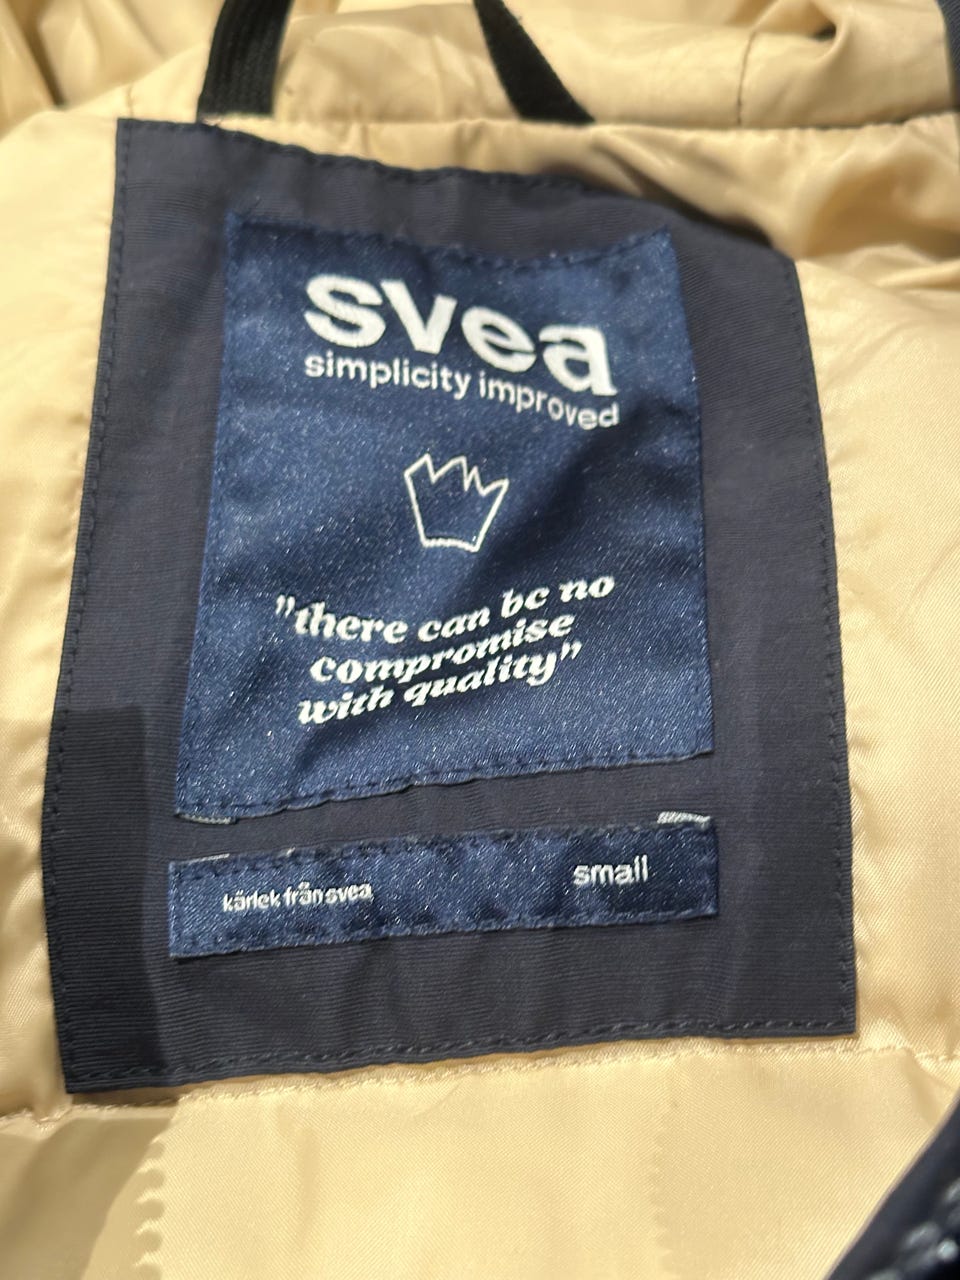 svea
simplicity improved
"there can be no
compromise
with quality"
kärlek från svea
small